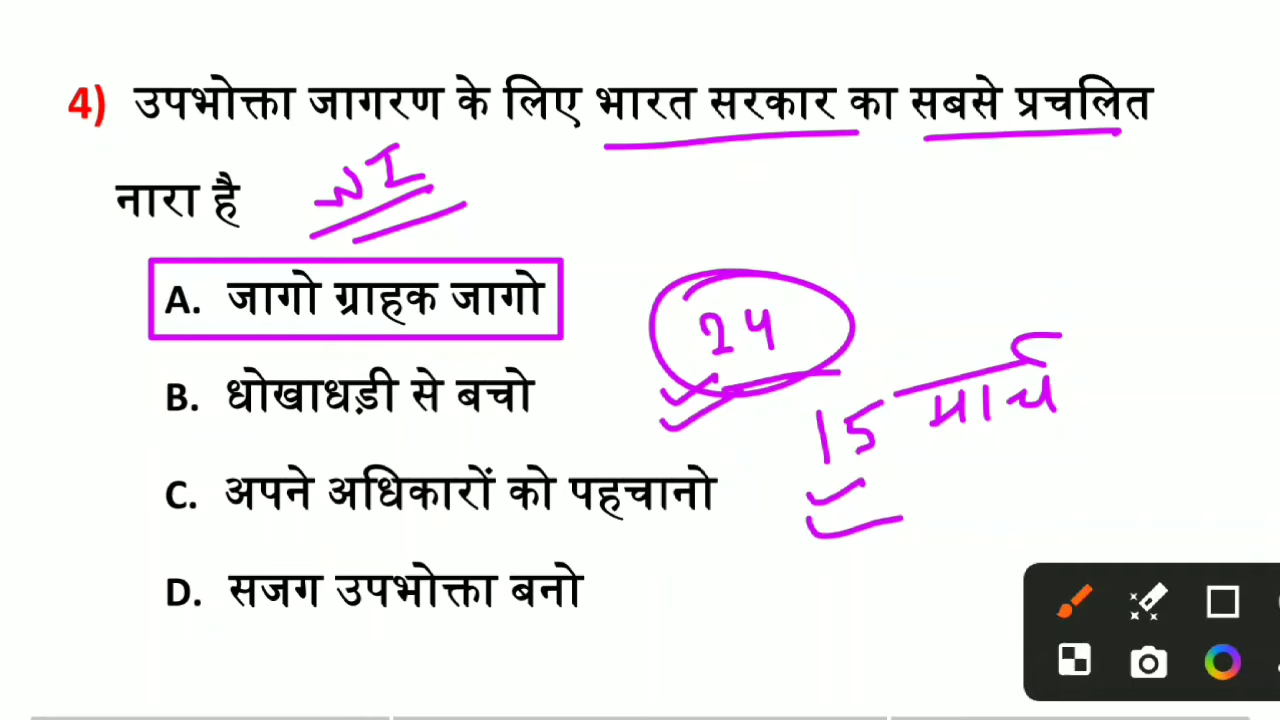 4) उपभोक्ता जागरण के लिए भारत सरकार का सबसे प्रचलित
नारा है
A. जागो ग्राहक जागो
B. धोखाधड़ी से बचो
C. अपने अधिकारों को पहचानो
D. सजग उपभोक्ता बनो
24
15 मार्च